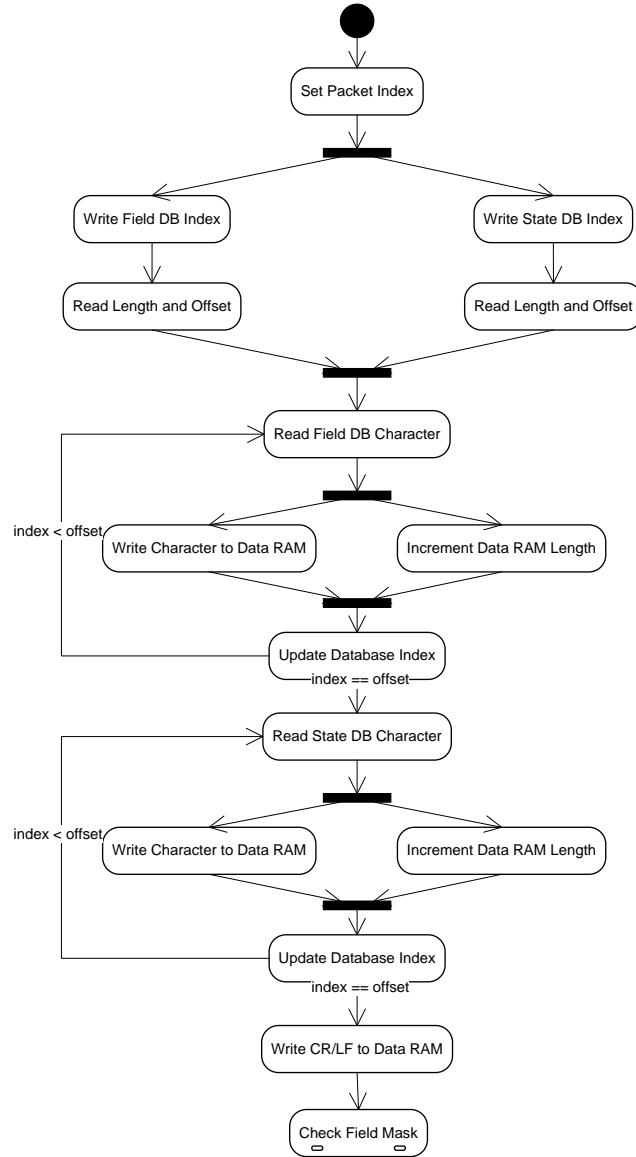 Set Packet Index
Write Field DB Index
Write State DB Index
Read Length and Offset
Read Length and Offset
Read Field DB Character
index < offset
Write Character to Data RAM
Increment Data RAM Length
Update Database Index
index == offset
Read State DB Character
index < offset
Write Character to Data RAM
Increment Data RAM Length
Update Database Index
index == offset
Write CR/LF to Data RAM
Check Field Mask